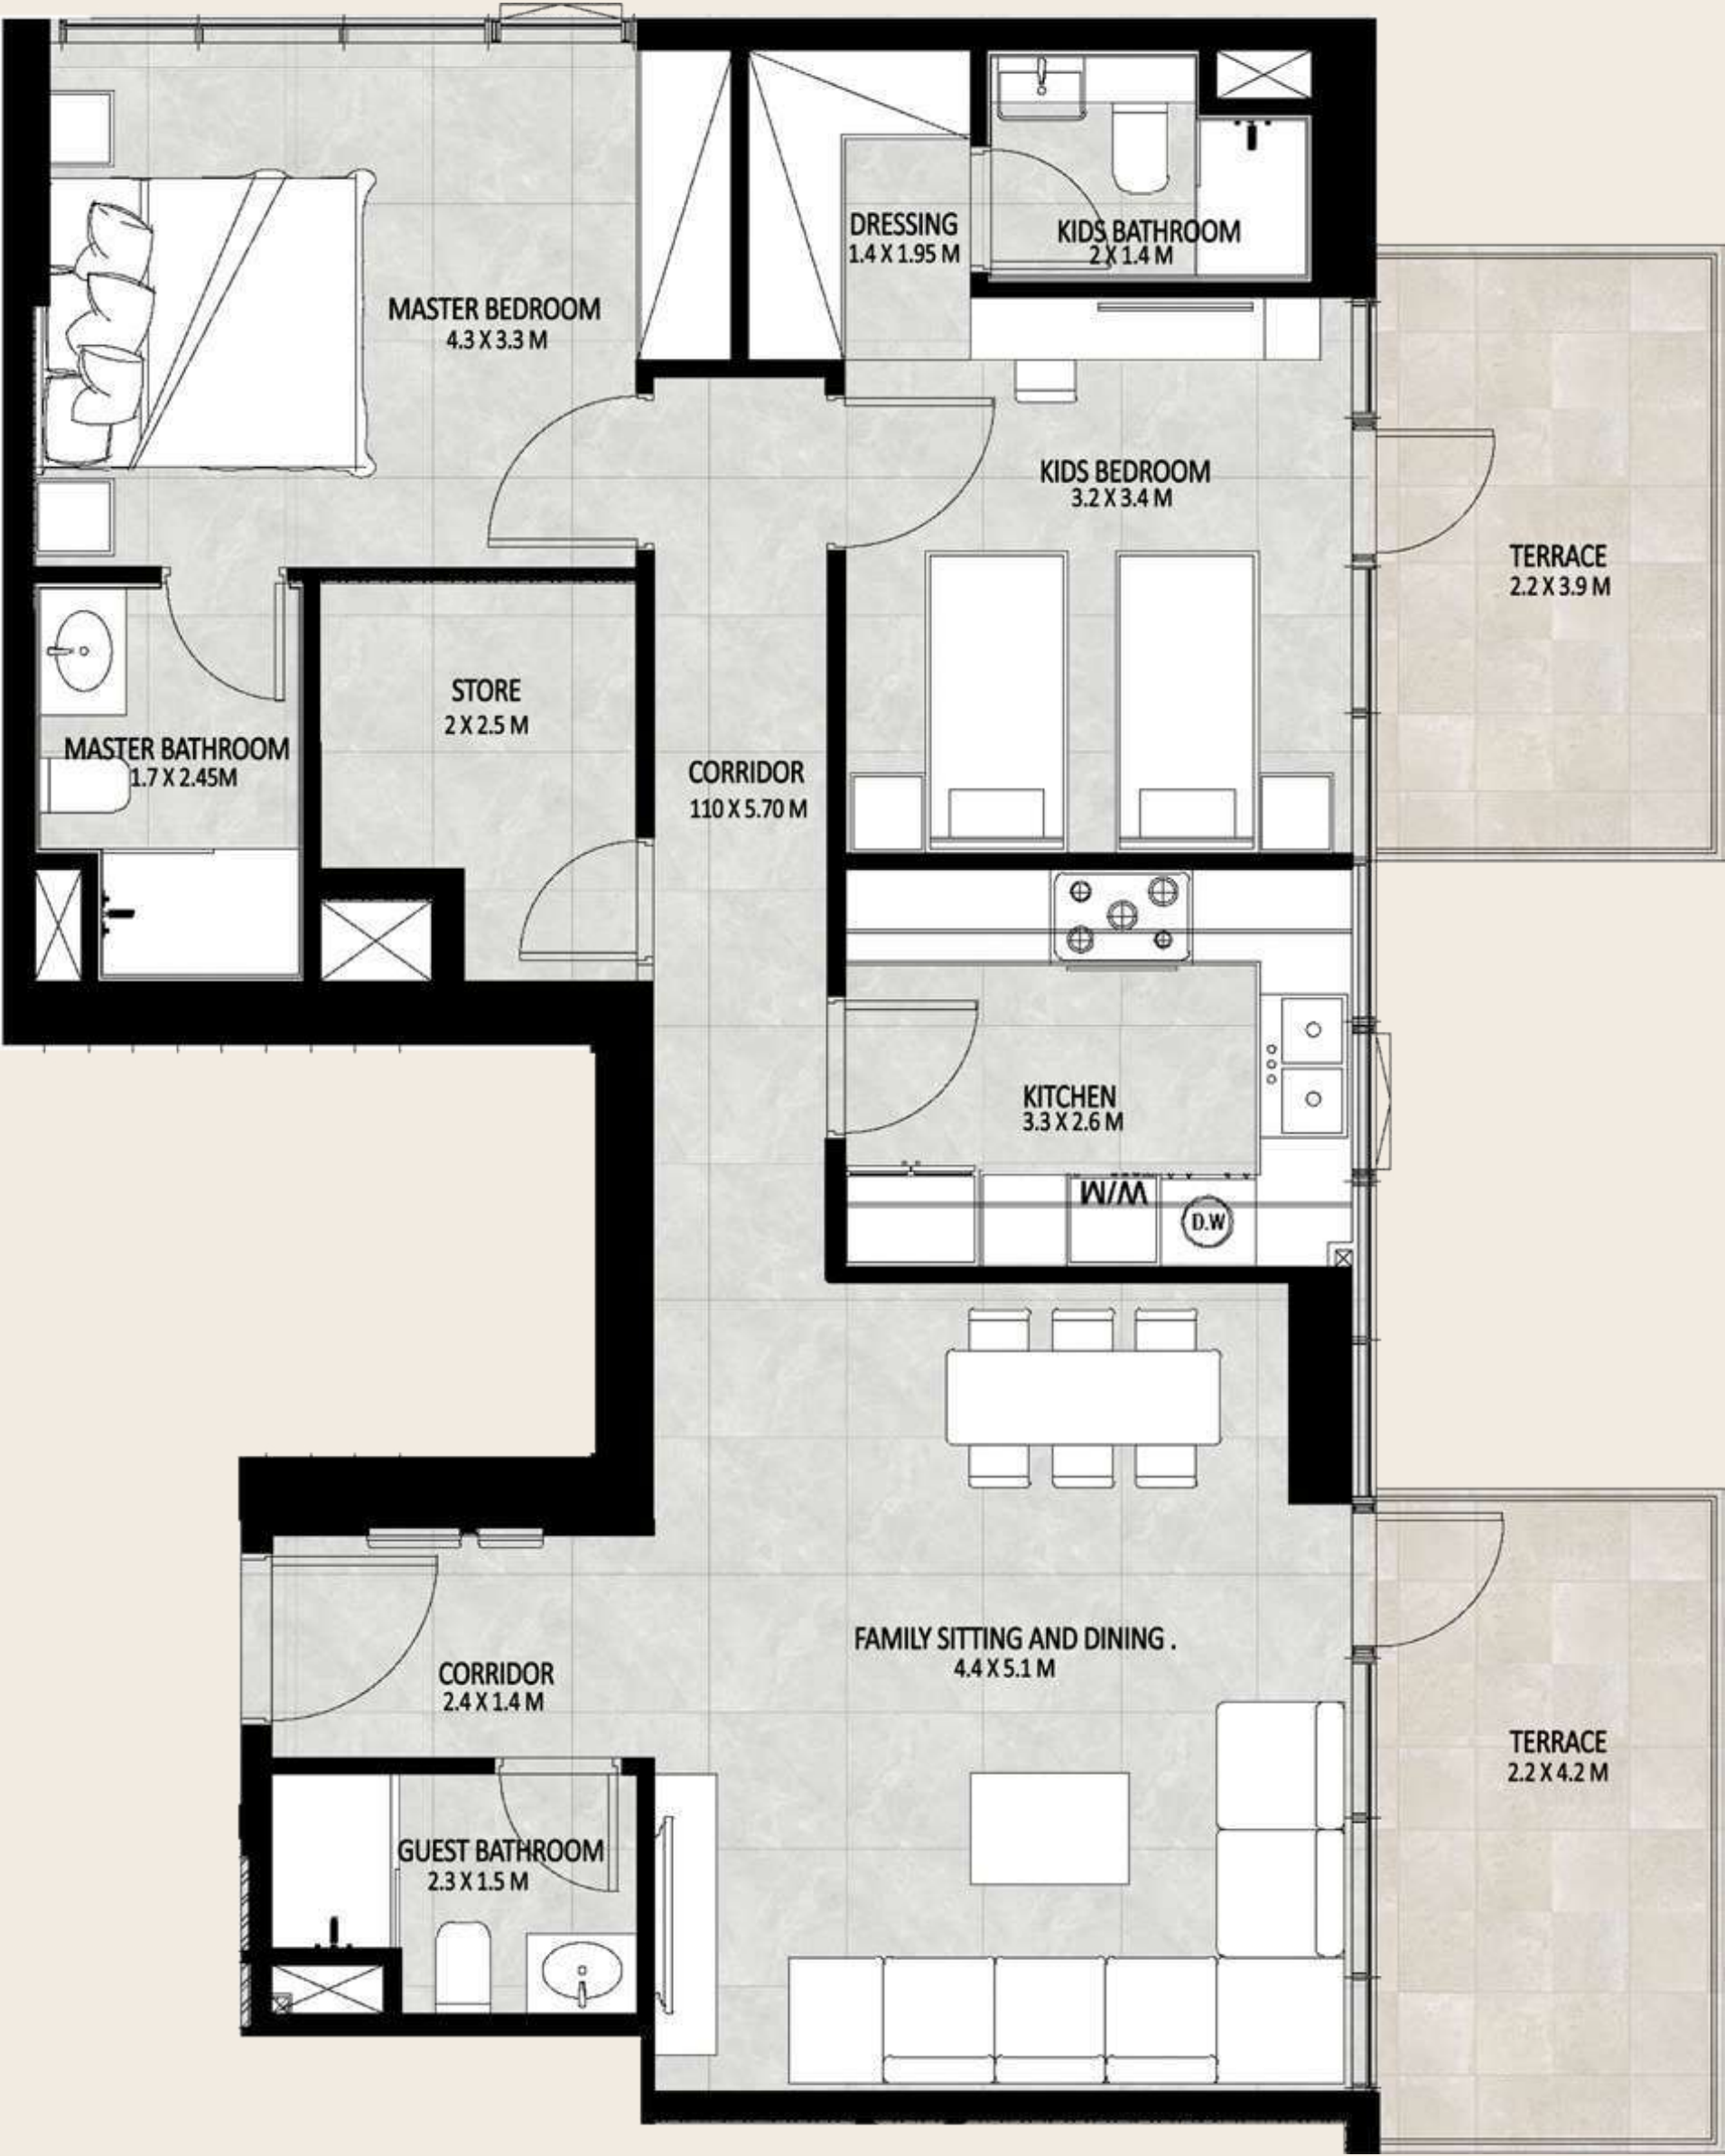 DRESSING
1.4 X 1.95 M
KIDS BATHROOM
2 X 1.4 M
MASTER BEDROOM
4.3 X 3.3 M
KIDS BEDROOM
3.2 X 3.4 M
TERRACE
2.2 X 3.9 M
STORE
2 X 2.5 M
MASTER BATHROOM
1.7 X 2.45M
CORRIDOR
110 X 5.70 M
KITCHEN
3.3 X 2.6 M
W/M
D.W
FAMILY SITTING AND DINING .
4.4 X 5.1 M
CORRIDOR
2.4 X 1.4 M
TERRACE
2.2 X 4.2 M
GUEST BATHROOM
2.3 X 1.5 M